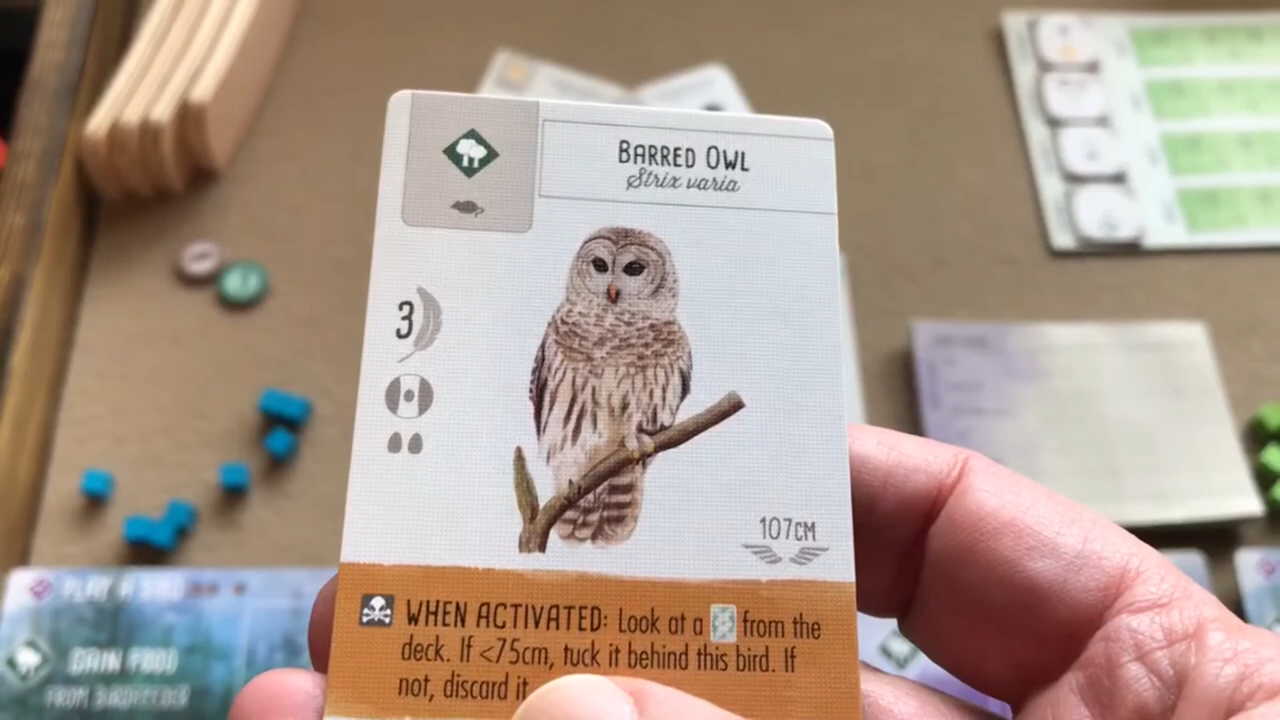 BARRED OWL
Strix varia
3
107CM
WHEN ACTIVATED: Look at a from the
deck. If <75cm, tuck it behind this bird. If
not, discard it
PLAY A BIRD
GAIN FOOD
FROM BIRDFEEDER